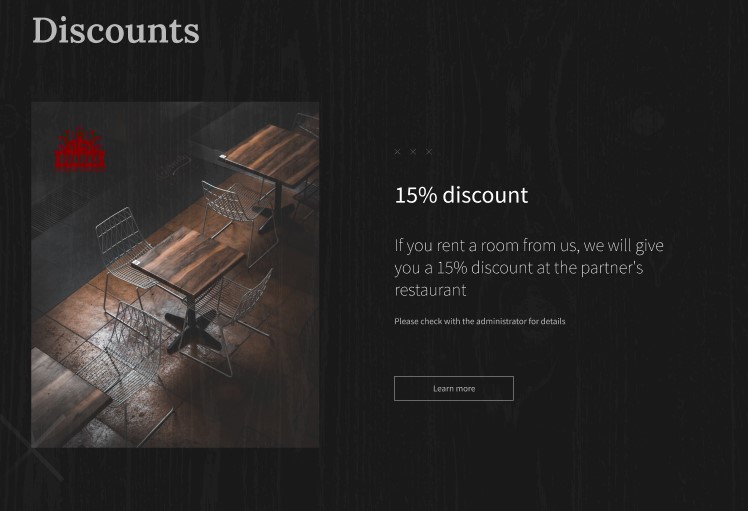 Discounts
15% discount
If you rent a room from us, we will give
you a 15% discount at the partner's
restaurant
Please check with the administrator for details
Learn more